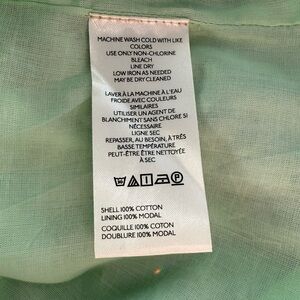 MACHINE WASH COLD WITH LIKE
COLORS
USE ONLY NON-CHLORINE
BLEACH
LINE DRY
LOW IRON AS NEEDED
MAY BE DRY CLEANED
LAVER À LA MACHINE À L'EAU
FROIDE AVEC COULEURS
SIMILAIRES
UTILISER UN AGENT DE
BLANCHIMENT SANS CHLORE SI
NÉCESSAIRE
LIGNE SEC
REPASSER, AU BESOIN, À TRÈS
BASSE TEMPÉRATURE
PEUT-ÊTRE ÊTRE NETTOYÉE
À SEC
P
SHELL 100% COTTON
LINING 100% MODAL
COQUILLE 100% COTON
DOUBLURE 100% MODAL